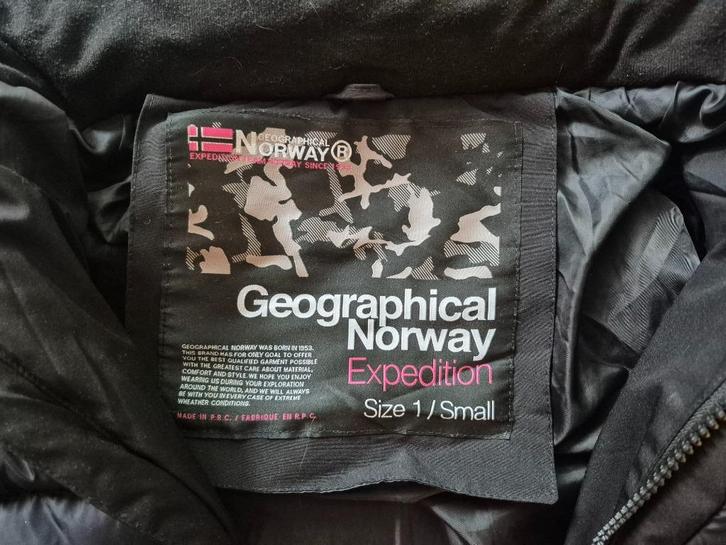 GEOGRAPHICAL
NORWAY®
NORWAY SINCE
Geographical
Norway
Expedition
Size 1 / Small
GEOGRAPHICAL NORWAY WAS BORN IN 1953.
THIS BRAND HAS FOR ONLY GOAL TO OFFER
YOU THE BEST QUALIFIED GARMENT POSSIBLE
WITH THE GREATEST CARE ABOUT MATERIAL,
COMFORT AND STYLE. WE HOPE YOU ENJOY
WEARING US DURING YOUR EXPLORATION
AROUND THE WORLD, AND WE WILL ALWAYS
BE WITH YOU IN EVERY CASE OF EXTREME
WHEATHER CONDITIONS.
MADE IN P.R.C. / FABRIQUE EN R.P.C.